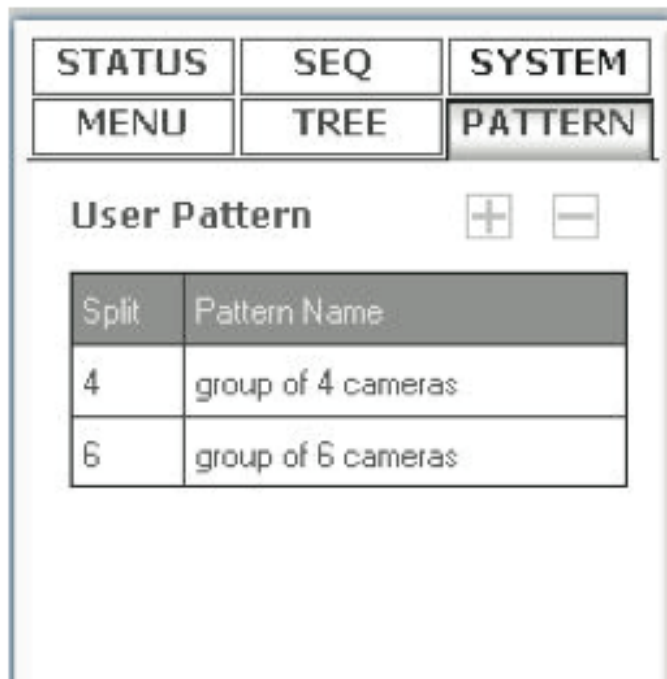 STATUS SEQ SYSTEM
MENU TREE PATTERN
User Pattern
Split Pattern Name
4 group of 4 cameras
6 group of 6 cameras